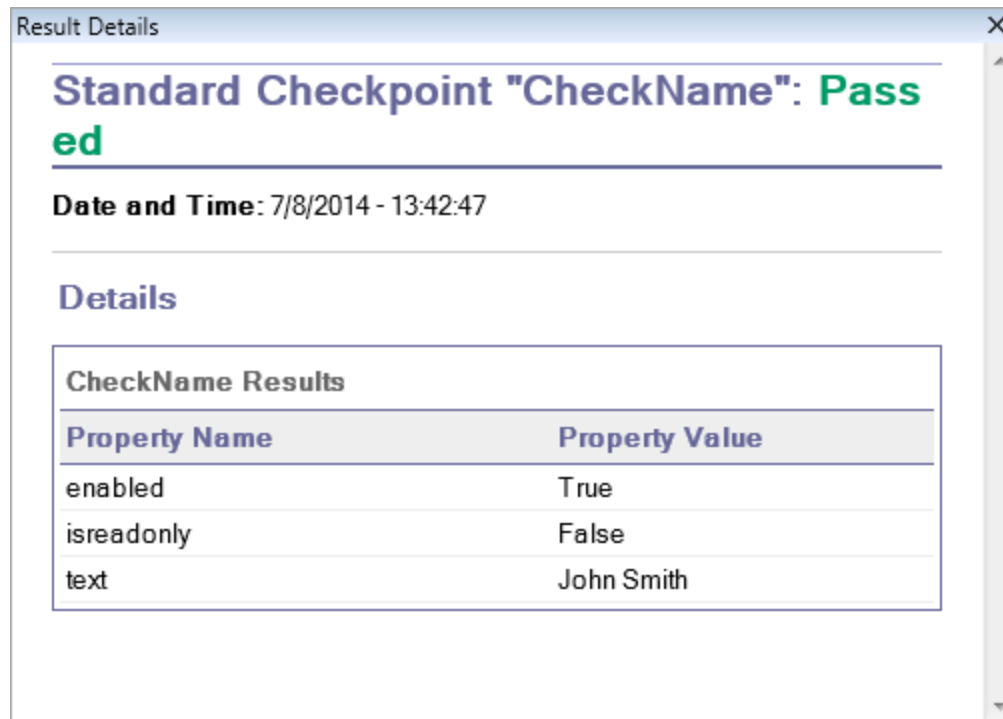 Result Details
Standard Checkpoint "CheckName": Pass
ed
Date and Time: 7/8/2014 - 13:42:47
Details
CheckName Results
Property Name Property Value
enabled True
isreadonly False
text John Smith